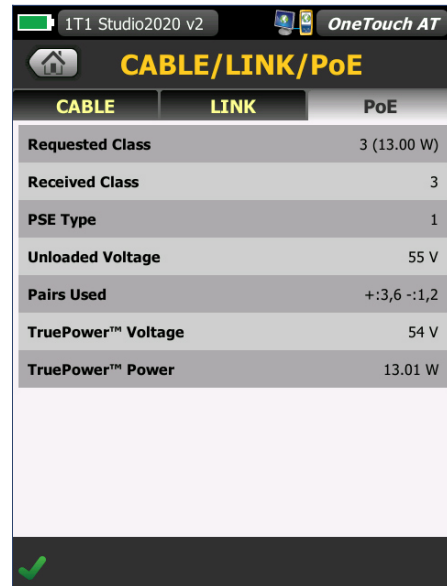 1T1 Studio2020 v2 OneTouch AT
CABLE/LINK/PoE
CABLE LINK PoE
Requested Class 3 (13.00 W)
Received Class 3
PSE Type 1
Unloaded Voltage 55 V
Pairs Used +:3,6 -:1,2
TruePower™ Voltage 54 V
TruePower™ Power 13.01 W